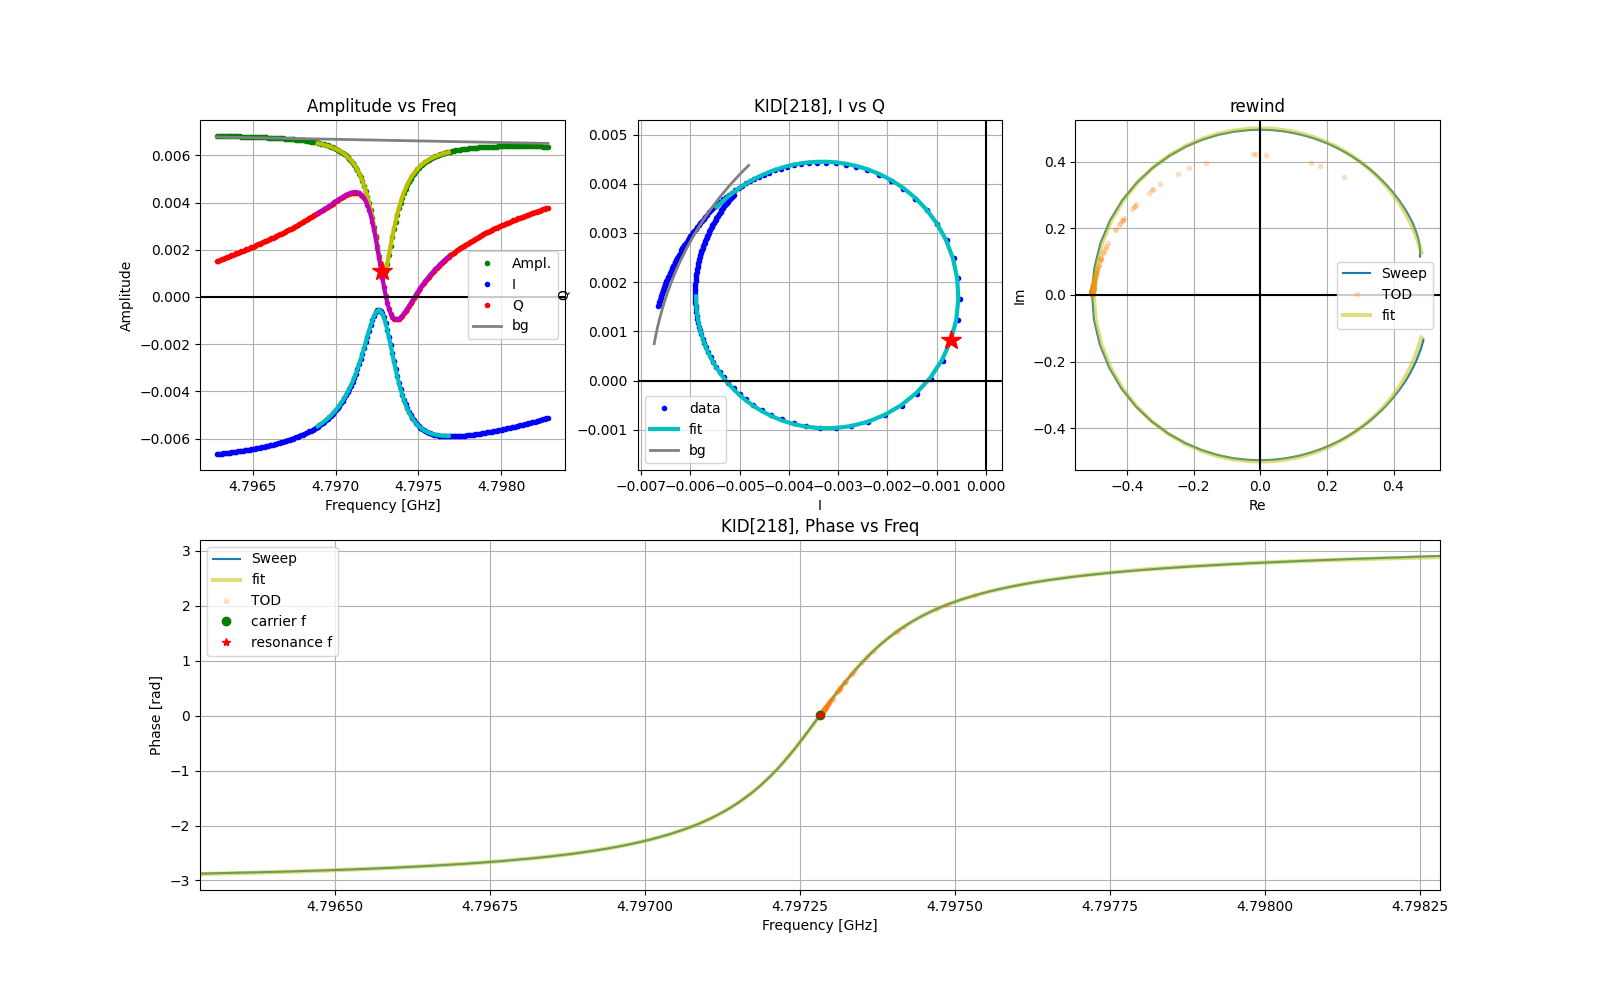 Amplitude vs Freq
Amplitude
0.006
0.004
0.002
0.000
−0.002
−0.004
−0.006
4.7965
4.7970
4.7975
4.7980
Frequency [GHz]
Ampl.
I
Q
bg
KID[218], I vs Q
Q
0.005
0.004
0.003
0.002
0.001
0.000
−0.001
−0.007
−0.006
−0.005
−0.004
−0.003
−0.002
−0.001
0.000
I
data
fit
bg
rewind
Im
0.4
0.2
0.0
−0.2
−0.4
−0.4
−0.2
0.0
0.2
0.4
Re
Sweep
TOD
fit
KID[218], Phase vs Freq
Phase [rad]
3
2
1
0
−1
−2
−3
4.79650
4.79675
4.79700
4.79725
4.79750
4.79775
4.79800
4.79825
Frequency [GHz]
Sweep
fit
TOD
carrier f
resonance f